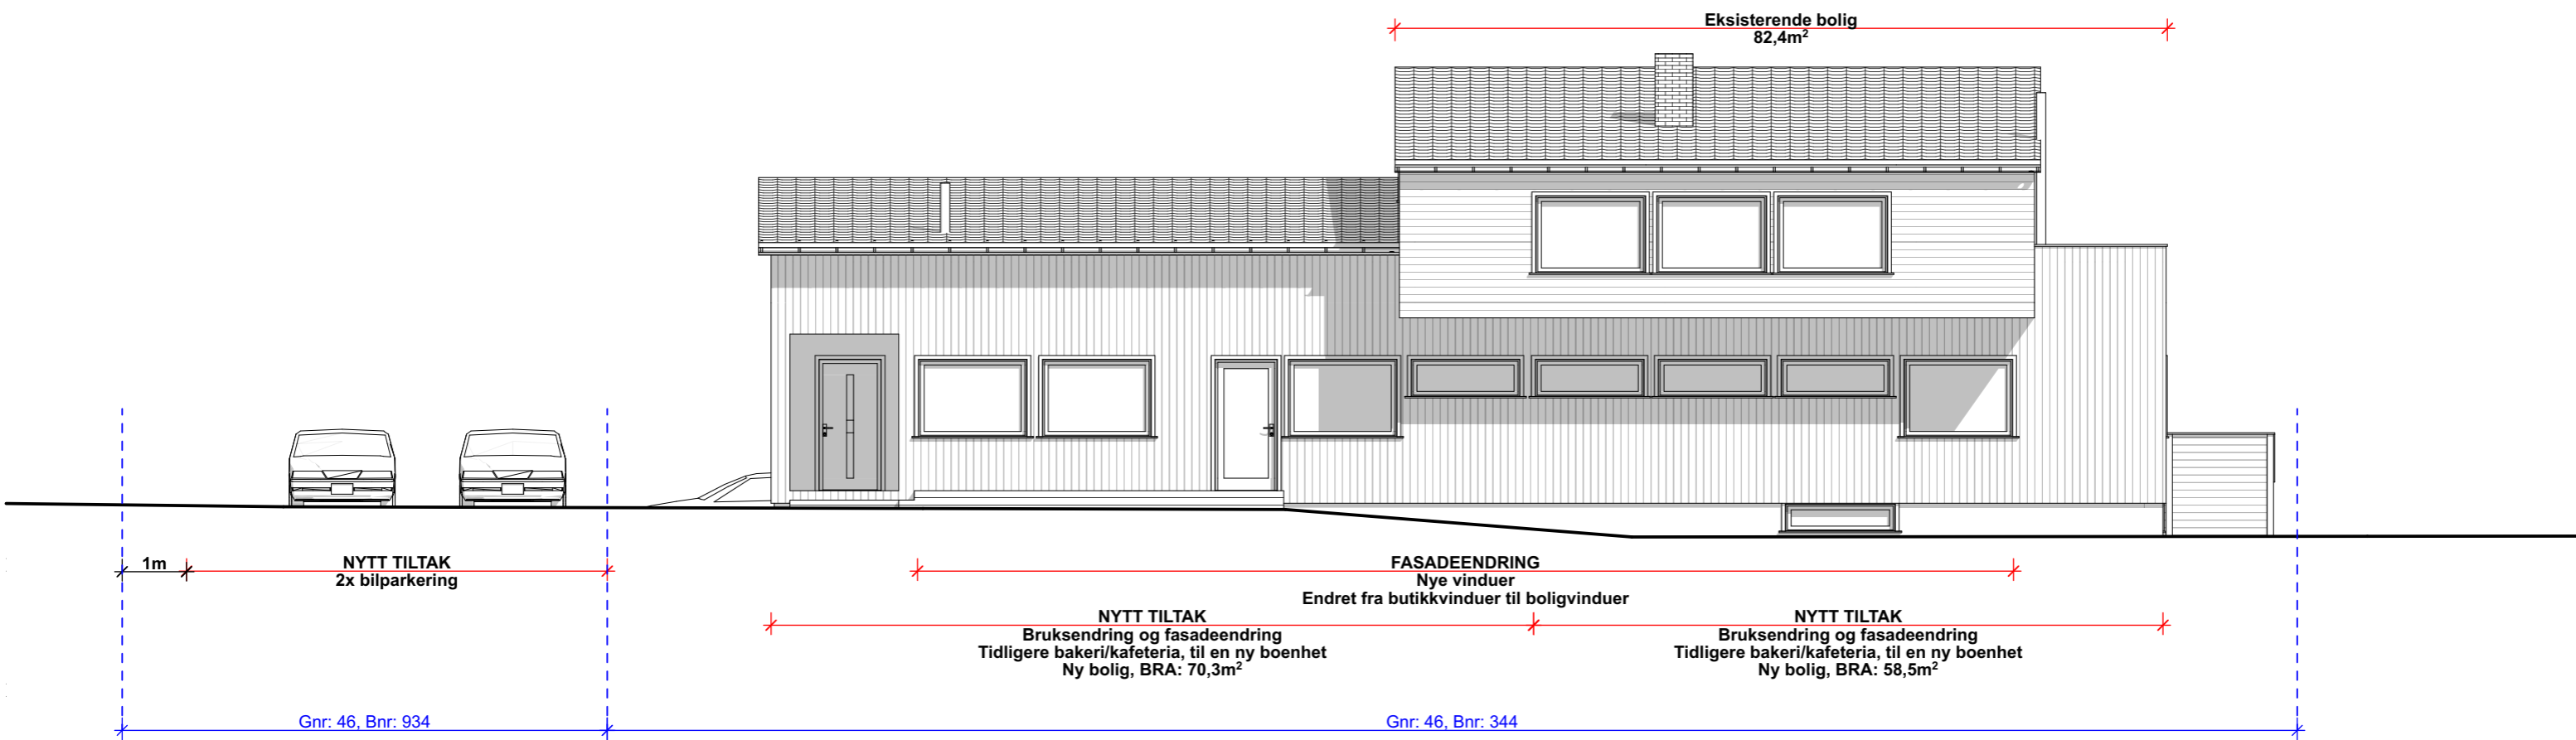 Eksisterende bolig
82,4m²
1m
NYTT TILTAK
2x bilparkering
FASADEENDRING
Nye vinduer
Endret fra butikkvinduer til boligvinduer
NYTT TILTAK
Bruksendring og fasadeendring
Tidligere bakeri/kafeteria, til en ny boenhet
Ny bolig, BRA: 70,3m²
NYTT TILTAK
Bruksendring og fasadeendring
Tidligere bakeri/kafeteria, til en ny boenhet
Ny bolig, BRA: 58,5m²
Gnr: 46, Bnr: 934
Gnr: 46, Bnr: 344